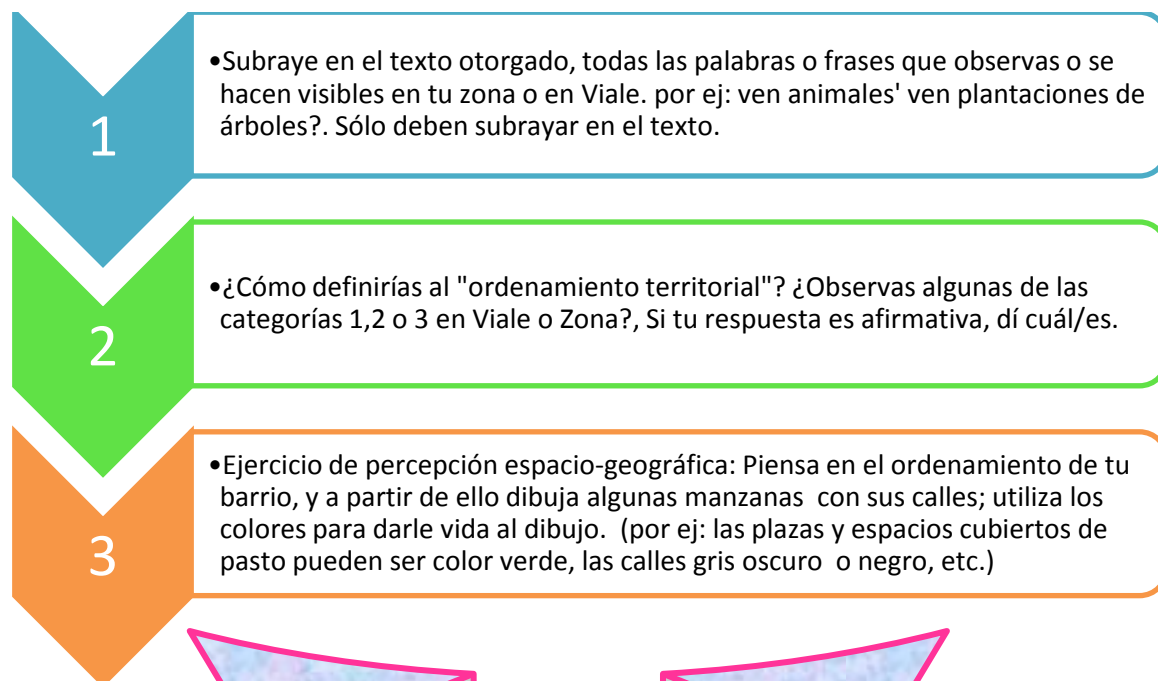 1
•Subraye en el texto otorgado, todas las palabras o frases que observas o se
hacen visibles en tu zona o en Viale. por ej: ven animales' ven plantaciones de
árboles?. Sólo deben subrayar en el texto.
2
•¿Cómo definirías al "ordenamiento territorial"? ¿Observas algunas de las
categorías 1,2 o 3 en Viale o Zona?, Si tu respuesta es afirmativa, dí cuál/es.
3
•Ejercicio de percepción espacio-geográfica: Piensa en el ordenamiento de tu
barrio, y a partir de ello dibuja algunas manzanas  con sus calles; utiliza los
colores para darle vida al dibujo.  (por ej: las plazas y espacios cubiertos de
pasto pueden ser color verde, las calles gris oscuro  o negro, etc.)